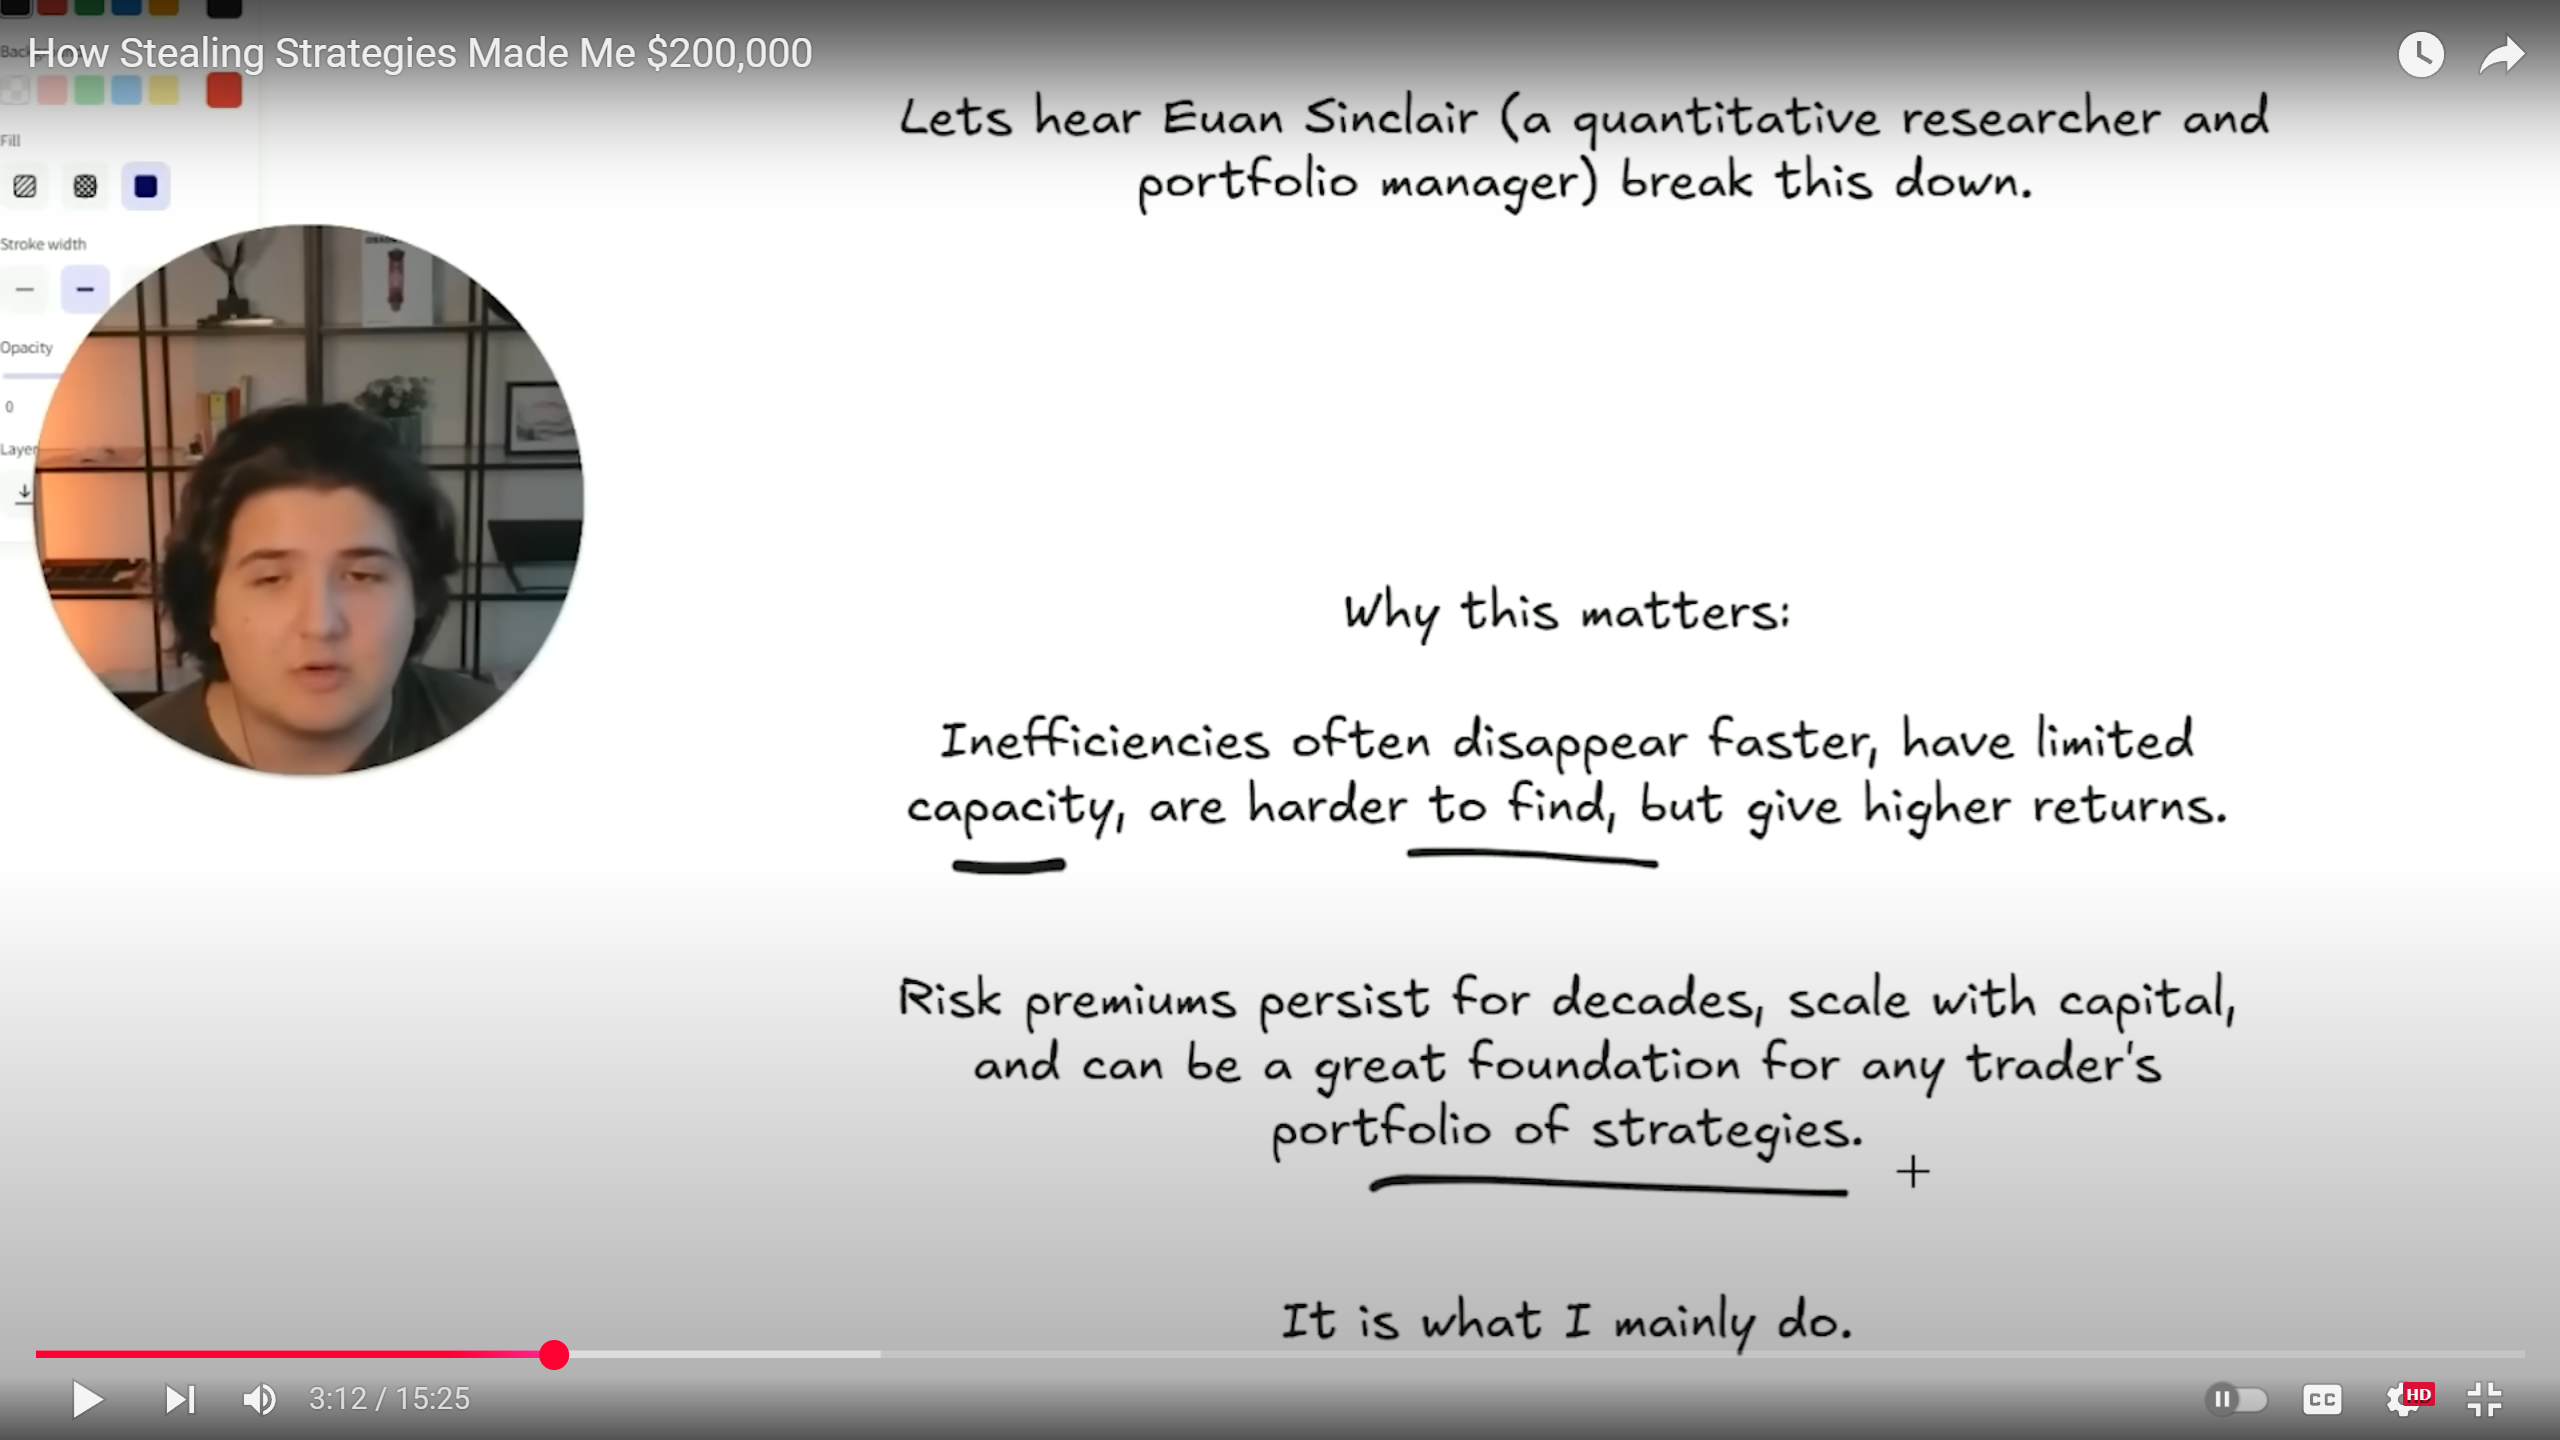 How Stealing Strategies Made Me $200,000
Fill
Stroke width
Opacity
0
Lets hear Euan Sinclair (a quantitative researcher and
portfolio manager) break this down.
Why this matters:
Inefficiencies often disappear faster, have limited
capacity, are harder to find, but give higher returns.
Risk premiums persist for decades, scale with capital,
and can be a great foundation for any trader's
portfolio of strategies.
It is what I mainly do.
3:12 / 15:25
CC
HD